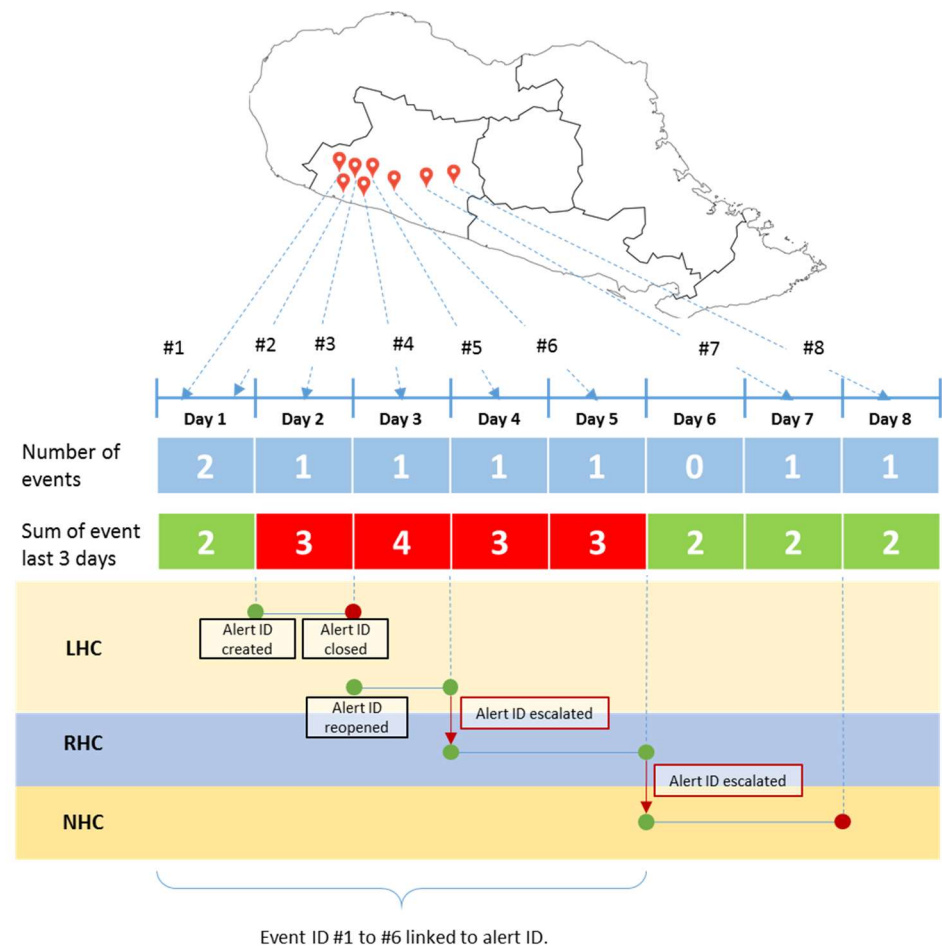 #1
#2
#3
#4
#5
#6
#7
#8
Day 1 Day 2 Day 3 Day 4 Day 5 Day 6 Day 7 Day 8
Number of
events
2 1 1 1 1 0 1 1
Sum of event
last 3 days
2 3 4 3 3 2 2 2
LHC
Alert ID
created
Alert ID
closed
Alert ID
reopened
Alert ID escalated
RHC
Alert ID escalated
NHC
Event ID #1 to #6 linked to alert ID.